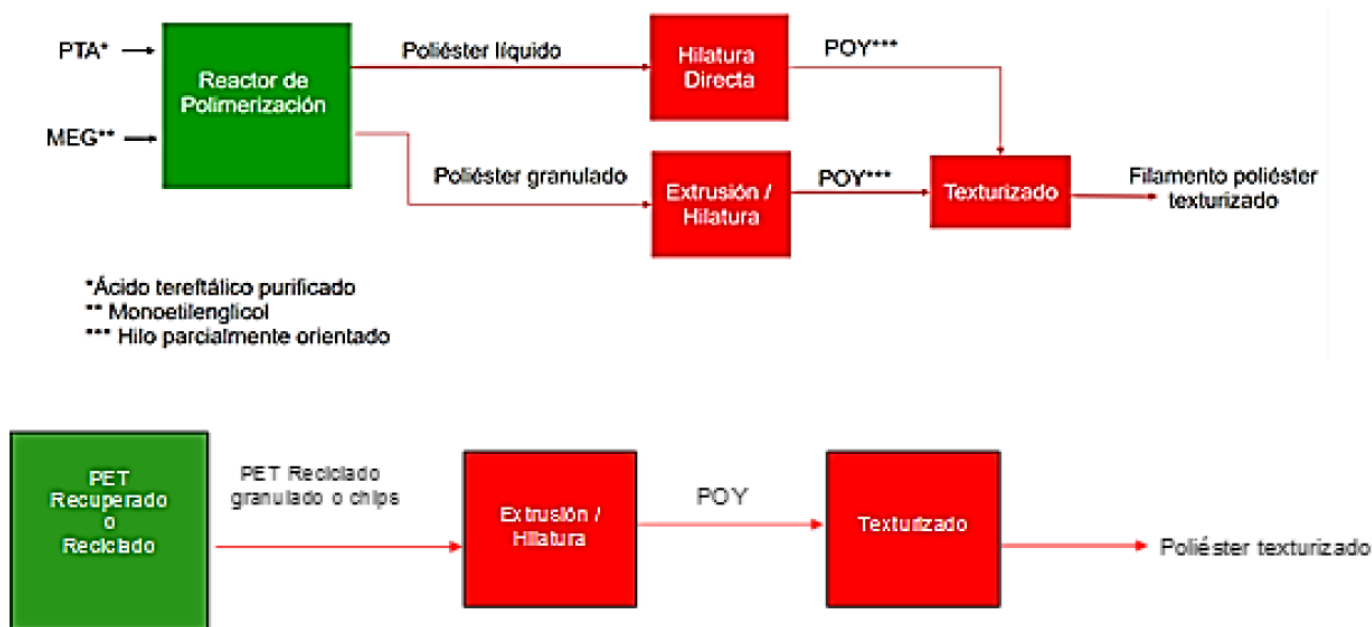 PTA*
MEG**
Reactor de
Polimerización
Poliéster líquido
Poliéster granulado
Hilatura
Directa
Extrusión /
Hilatura
POY***
POY***
Texturizado
Filamento poliéster
texturizado
*Ácido tereftálico purificado
** Monoetilenglicol
*** Hilo parcialmente orientado
PET
Recuperado
o
Reciclado
PET Reciclado
granulado o chips
Extrusión /
Hilatura
POY
Texturizado
Poliéster texturizado